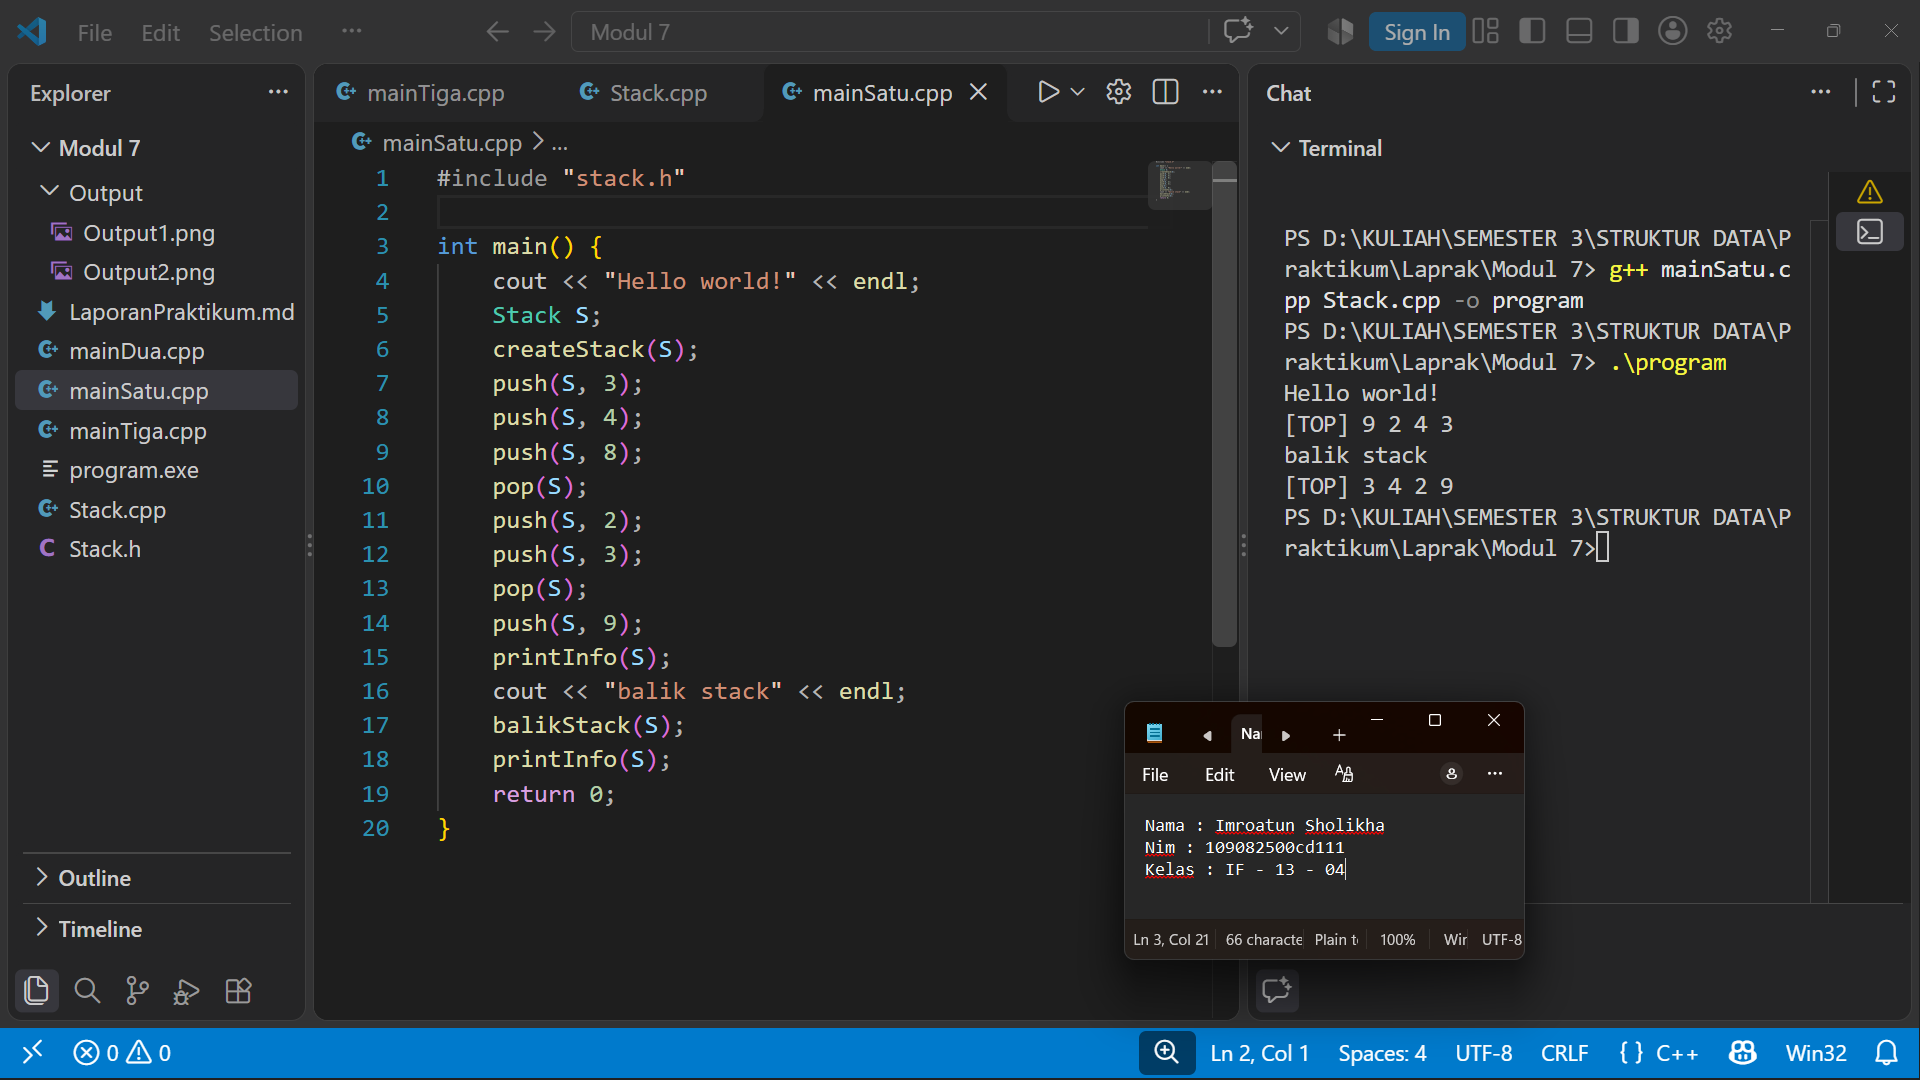 File Edit Selection ... Modul 7 Sign In
Explorer ...
Modul 7
Output
Output1.png
Output2.png
LaporanPraktikum.md
mainDua.cpp
mainSatu.cpp
mainTiga.cpp
program.exe
Stack.cpp
Stack.h
Outline
Timeline
mainTiga.cpp Stack.cpp mainSatu.cpp
mainSatu.cpp > ...
1 #include "stack.h"
2
3 int main() {
4 cout << "Hello world!" << endl;
5 Stack S;
6 createStack(S);
7 push(S, 3);
8 push(S, 4);
9 push(S, 8);
10 pop(S);
11 push(S, 2);
12 push(S, 3);
13 pop(S);
14 push(S, 9);
15 printInfo(S);
16 cout << "balik stack" << endl;
17 balikStack(S);
18 printInfo(S);
19 return 0;
20 }
Chat
Terminal
PS D:\KULIAH\SEMESTER 3\STRUKTUR DATA\P
raktikum\Laprak\Modul 7> g++ mainSatu.c
pp Stack.cpp -o program
PS D:\KULIAH\SEMESTER 3\STRUKTUR DATA\P
raktikum\Laprak\Modul 7> .\program
Hello world!
[TOP] 9 2 4 3
balik stack
[TOP] 3 4 2 9
PS D:\KULIAH\SEMESTER 3\STRUKTUR DATA\P
raktikum\Laprak\Modul 7>
Na
File Edit View
Nama : Imroatun Sholikha
Nim : 109082500cd111
Kelas : IF - 13 - 04
Ln 3, Col 21 66 characte Plain t 100% Wir UTF-8
0 0 Ln 2, Col 1 Spaces: 4 UTF-8 CRLF {} C++ Win32